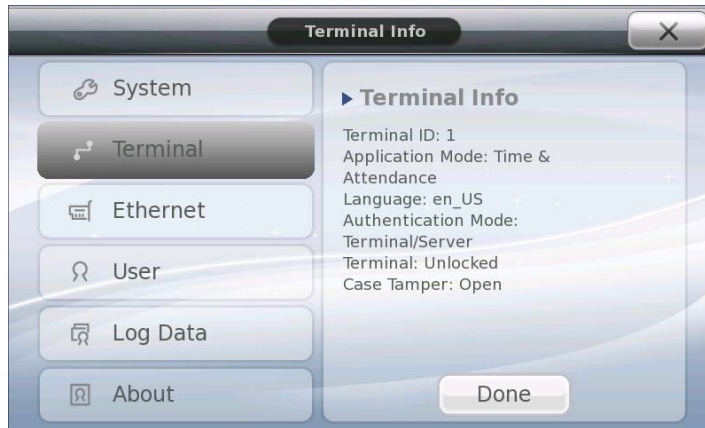 Terminal Info
System
Terminal
Ethernet
User
Log Data
About
Terminal Info
Terminal ID: 1
Application Mode: Time &
Attendance
Language: en_US
Authentication Mode:
Terminal/Server
Terminal: Unlocked
Case Tamper: Open
Done